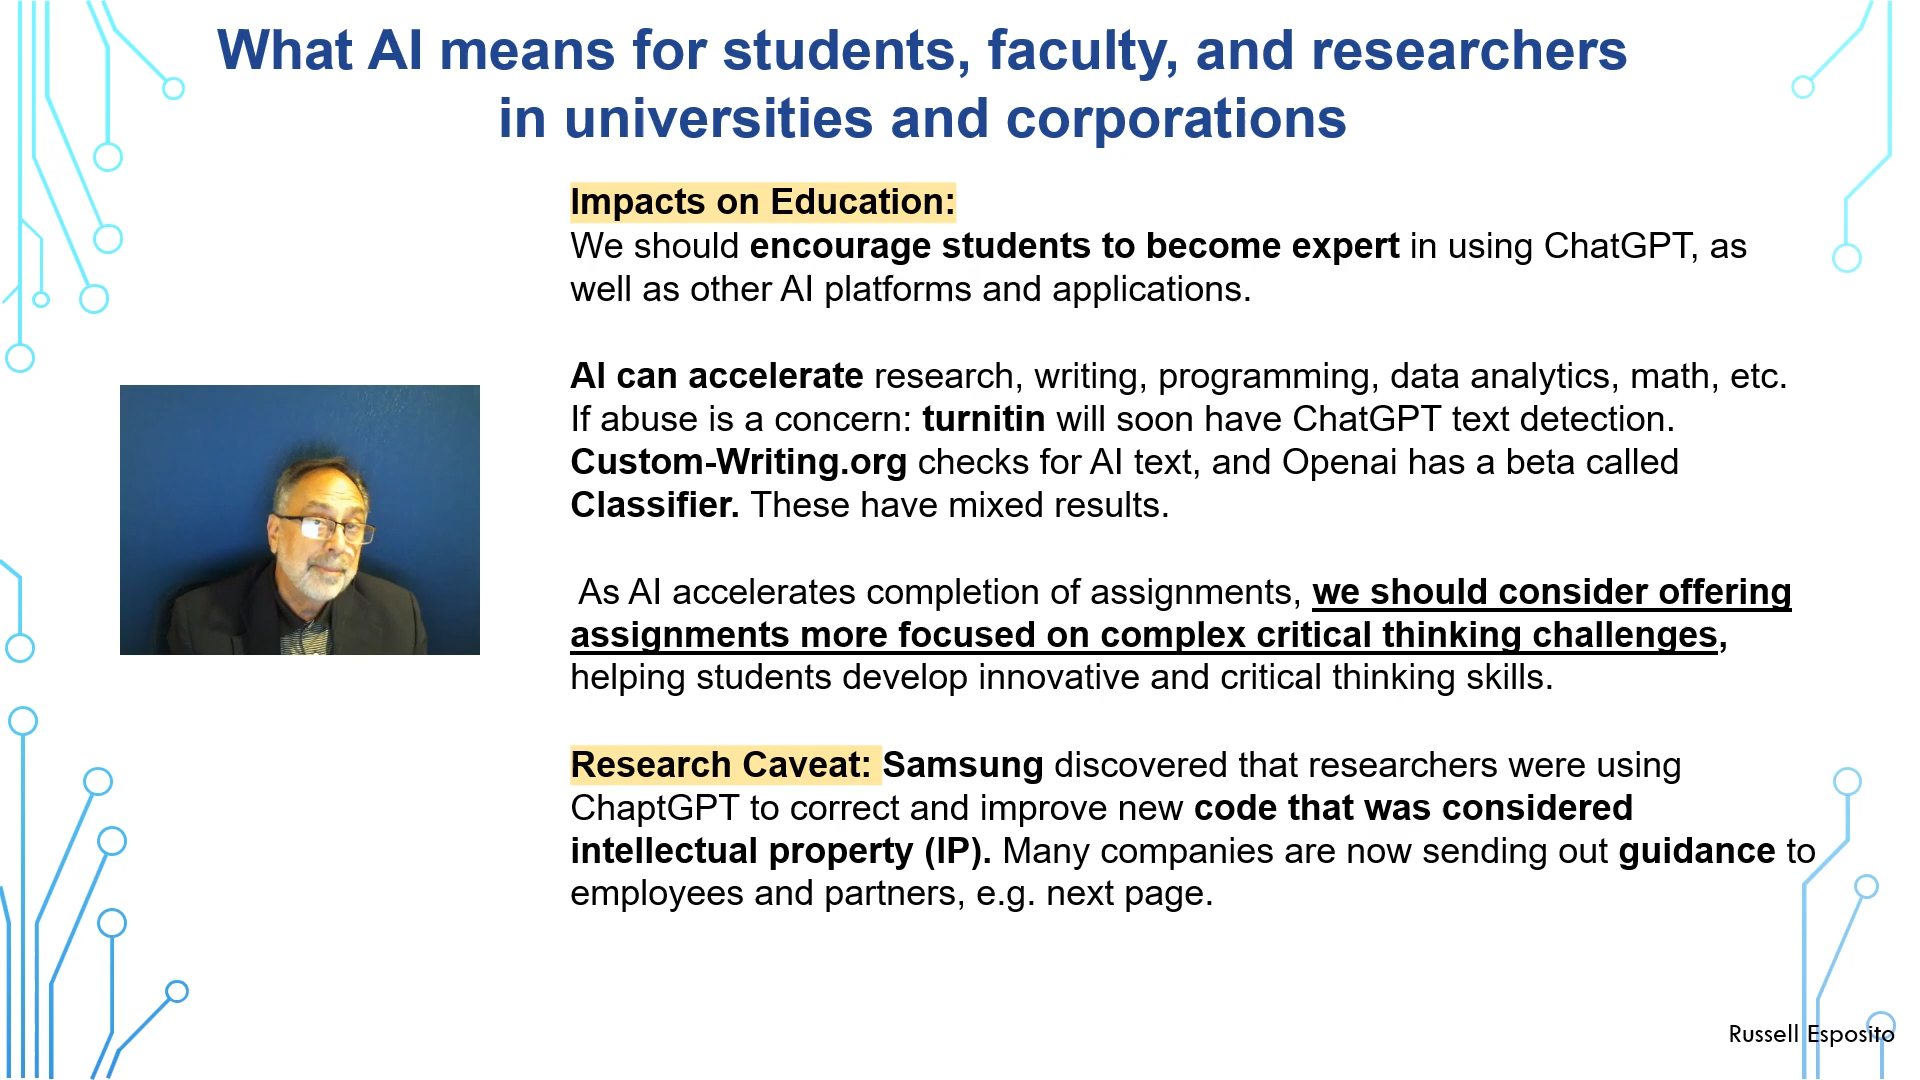 What AI means for students, faculty, and researchers
in universities and corporations
Impacts on Education:
We should encourage students to become expert in using ChatGPT, as
well as other AI platforms and applications.
AI can accelerate research, writing, programming, data analytics, math, etc.
If abuse is a concern: turnitin will soon have ChatGPT text detection.
Custom-Writing.org checks for AI text, and Openai has a beta called
Classifier. These have mixed results.
As AI accelerates completion of assignments, we should consider offering
assignments more focused on complex critical thinking challenges,
helping students develop innovative and critical thinking skills.
Research Caveat: Samsung discovered that researchers were using
ChaptGPT to correct and improve new code that was considered
intellectual property (IP). Many companies are now sending out guidance to
employees and partners, e.g. next page.
Russell Esposito